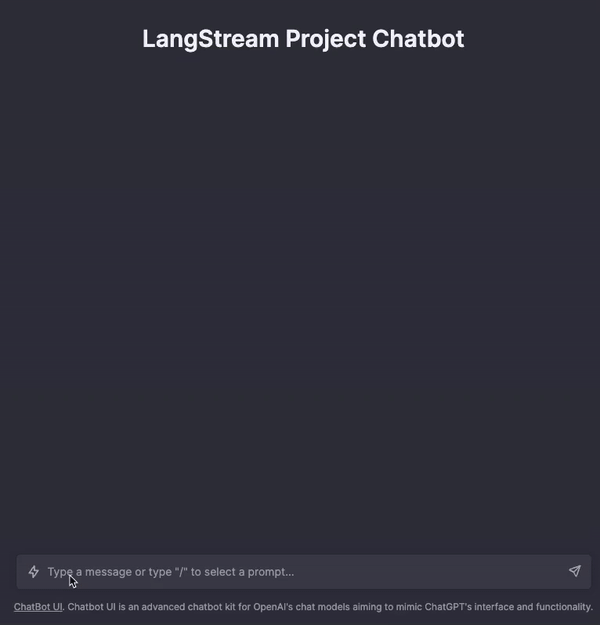 LangStream Project Chatbot
Type a message or type "/" to select a prompt...
ChatBot UI. Chatbot UI is an advanced chatbot kit for OpenAI's chat models aiming to mimic ChatGPT's interface and functionality.